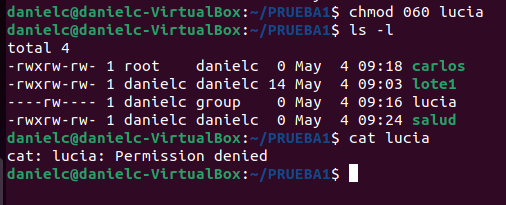 danielc@danielc-VirtualBox:~/PRUEBA1$ chmod 060 lucia
danielc@danielc-VirtualBox:~/PRUEBA1$ ls -l
total 4
-rwxrw-rw- 1 root    danielc  0 May  4 09:18 carlos
-rwxrw-rw- 1 danielc danielc 14 May  4 09:03 lote1
----rw---- 1 danielc group    0 May  4 09:16 lucia
-rwxrw-rw- 1 danielc danielc  0 May  4 09:24 salud
danielc@danielc-VirtualBox:~/PRUEBA1$ cat lucia
cat: lucia: Permission denied
danielc@danielc-VirtualBox:~/PRUEBA1$